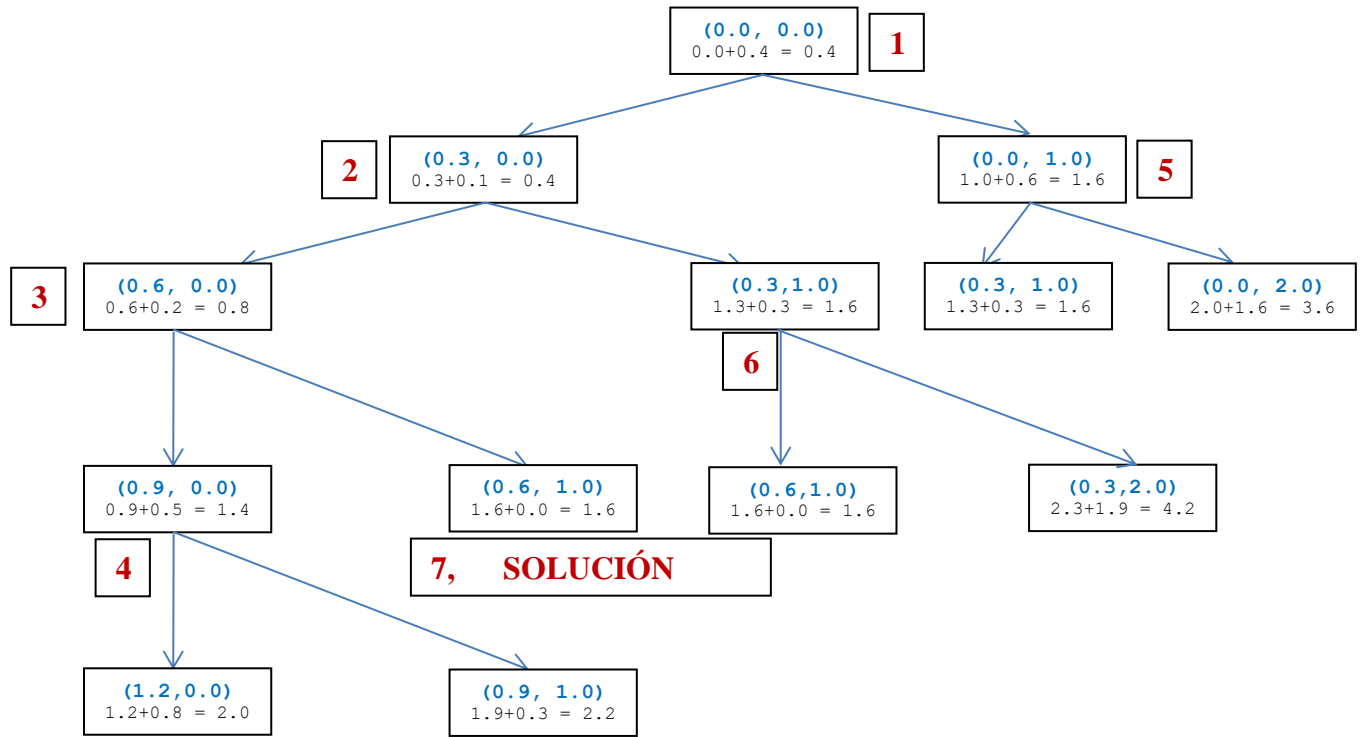 (0.0, 0.0)
0.0+0.4 = 0.4
1
2
(0.3, 0.0)
0.3+0.1 = 0.4
(0.0, 1.0)
1.0+0.6 = 1.6
5
3
(0.6, 0.0)
0.6+0.2 = 0.8
(0.3,1.0)
1.3+0.3 = 1.6
(0.3, 1.0)
1.3+0.3 = 1.6
(0.0, 2.0)
2.0+1.6 = 3.6
6
(0.9, 0.0)
0.9+0.5 = 1.4
(0.6, 1.0)
1.6+0.0 = 1.6
(0.6,1.0)
1.6+0.0 = 1.6
(0.3,2.0)
2.3+1.9 = 4.2
4
7, SOLUCIÓN
(1.2,0.0)
1.2+0.8 = 2.0
(0.9, 1.0)
1.9+0.3 = 2.2